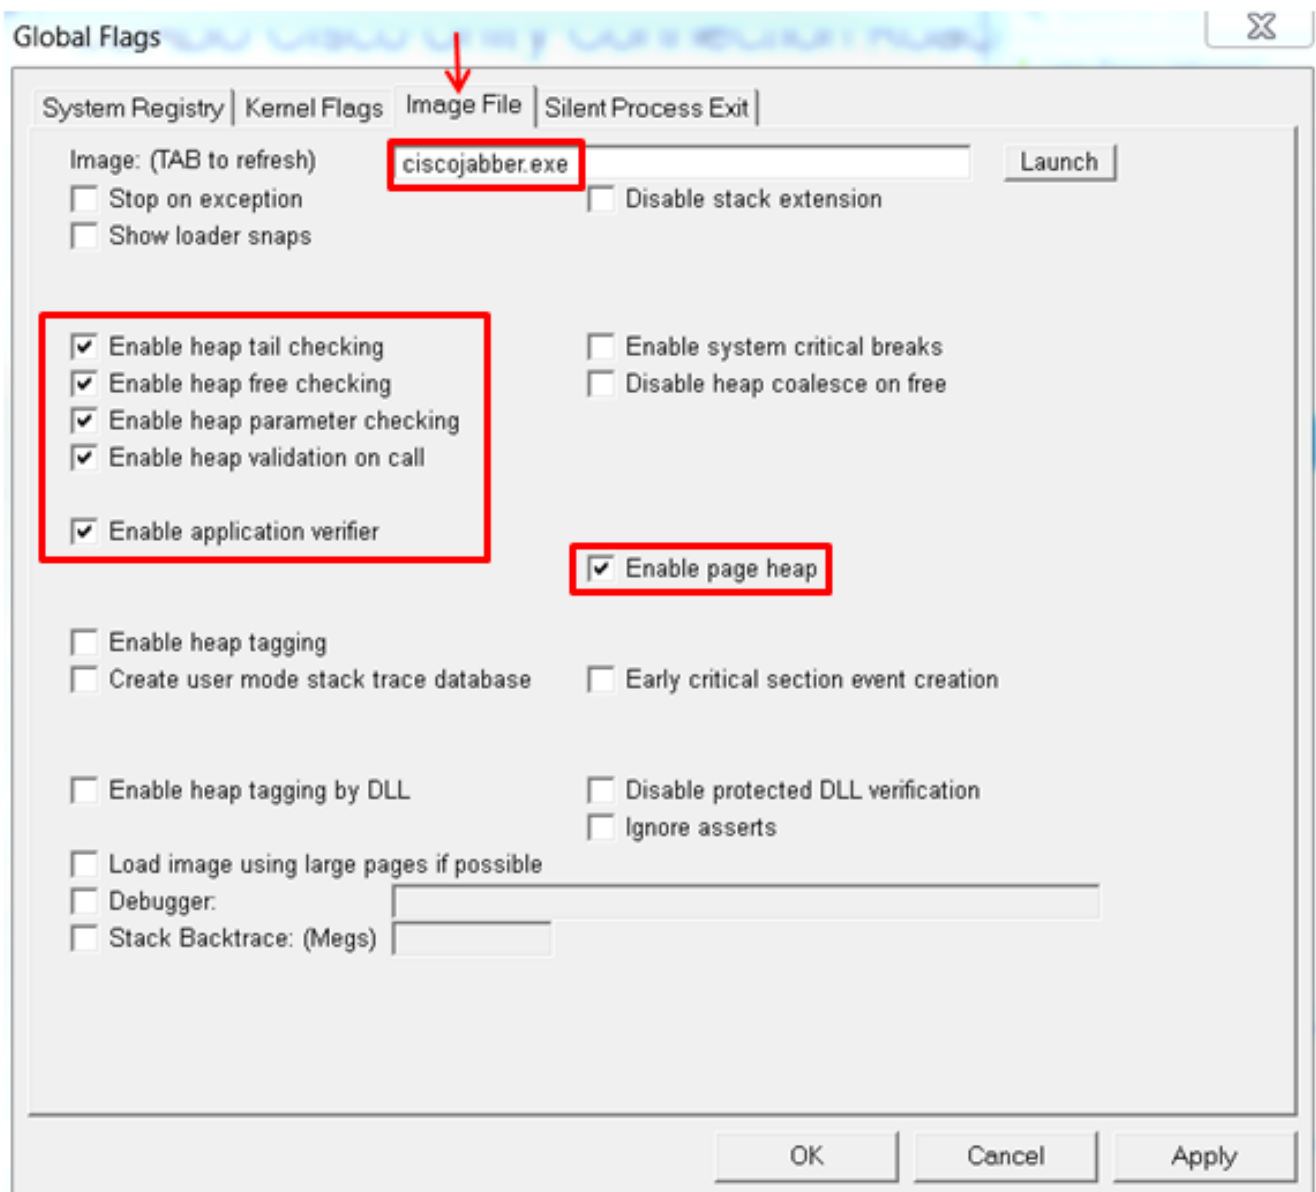 Global Flags
System Registry Kernel Flags Image File Silent Process Exit
Image: (TAB to refresh) ciscojabber.exe Launch
Stop on exception Disable stack extension
Show loader snaps
Enable heap tail checking Enable system critical breaks
Enable heap free checking Disable heap coalesce on free
Enable heap parameter checking
Enable heap validation on call
Enable application verifier
Enable page heap
Enable heap tagging
Create user mode stack trace database Early critical section event creation
Enable heap tagging by DLL Disable protected DLL verification
Ignore asserts
Load image using large pages if possible
Debugger:
Stack Backtrace: (Megs)
OK Cancel Apply